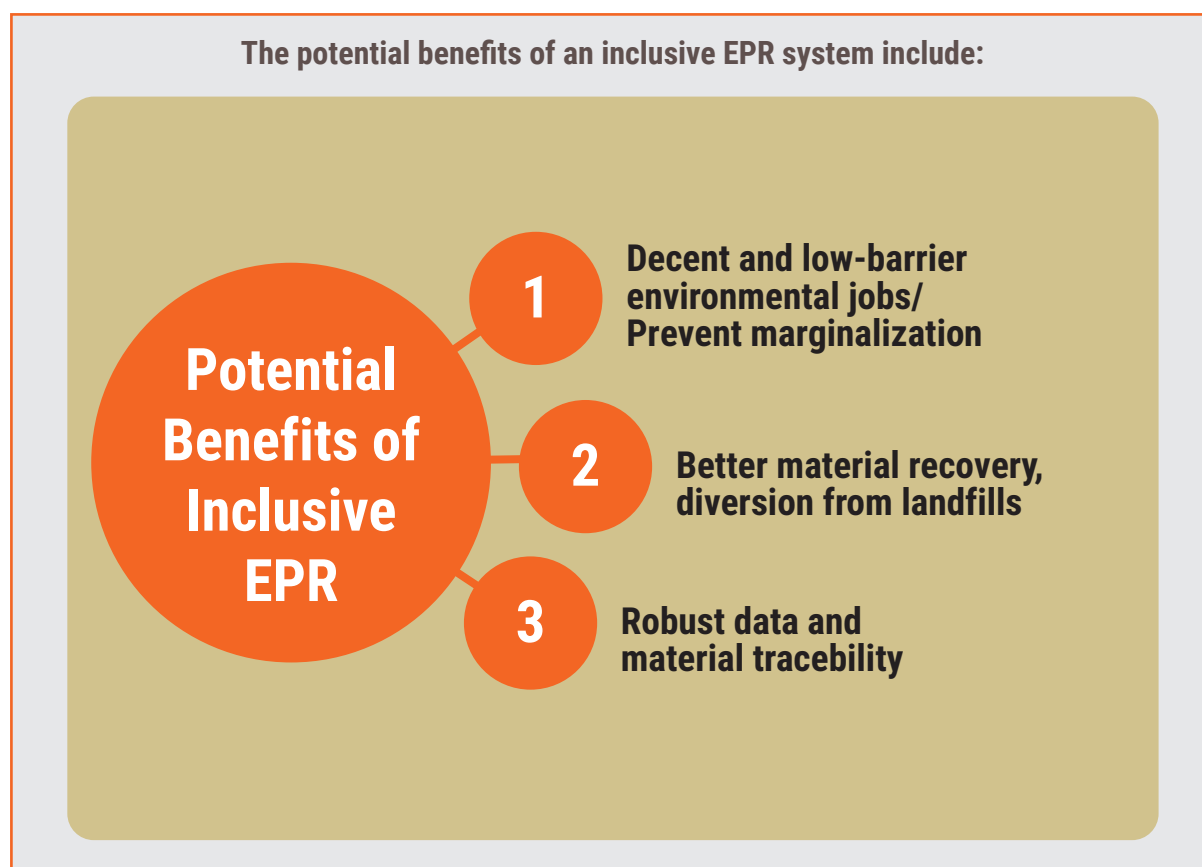 The potential benefits of an inclusive EPR system include:
Potential
Benefits of
Inclusive
EPR
1
Decent and low-barrier
environmental jobs/
Prevent marginalization
2
Better material recovery,
diversion from landfills
3
Robust data and
material tracebility